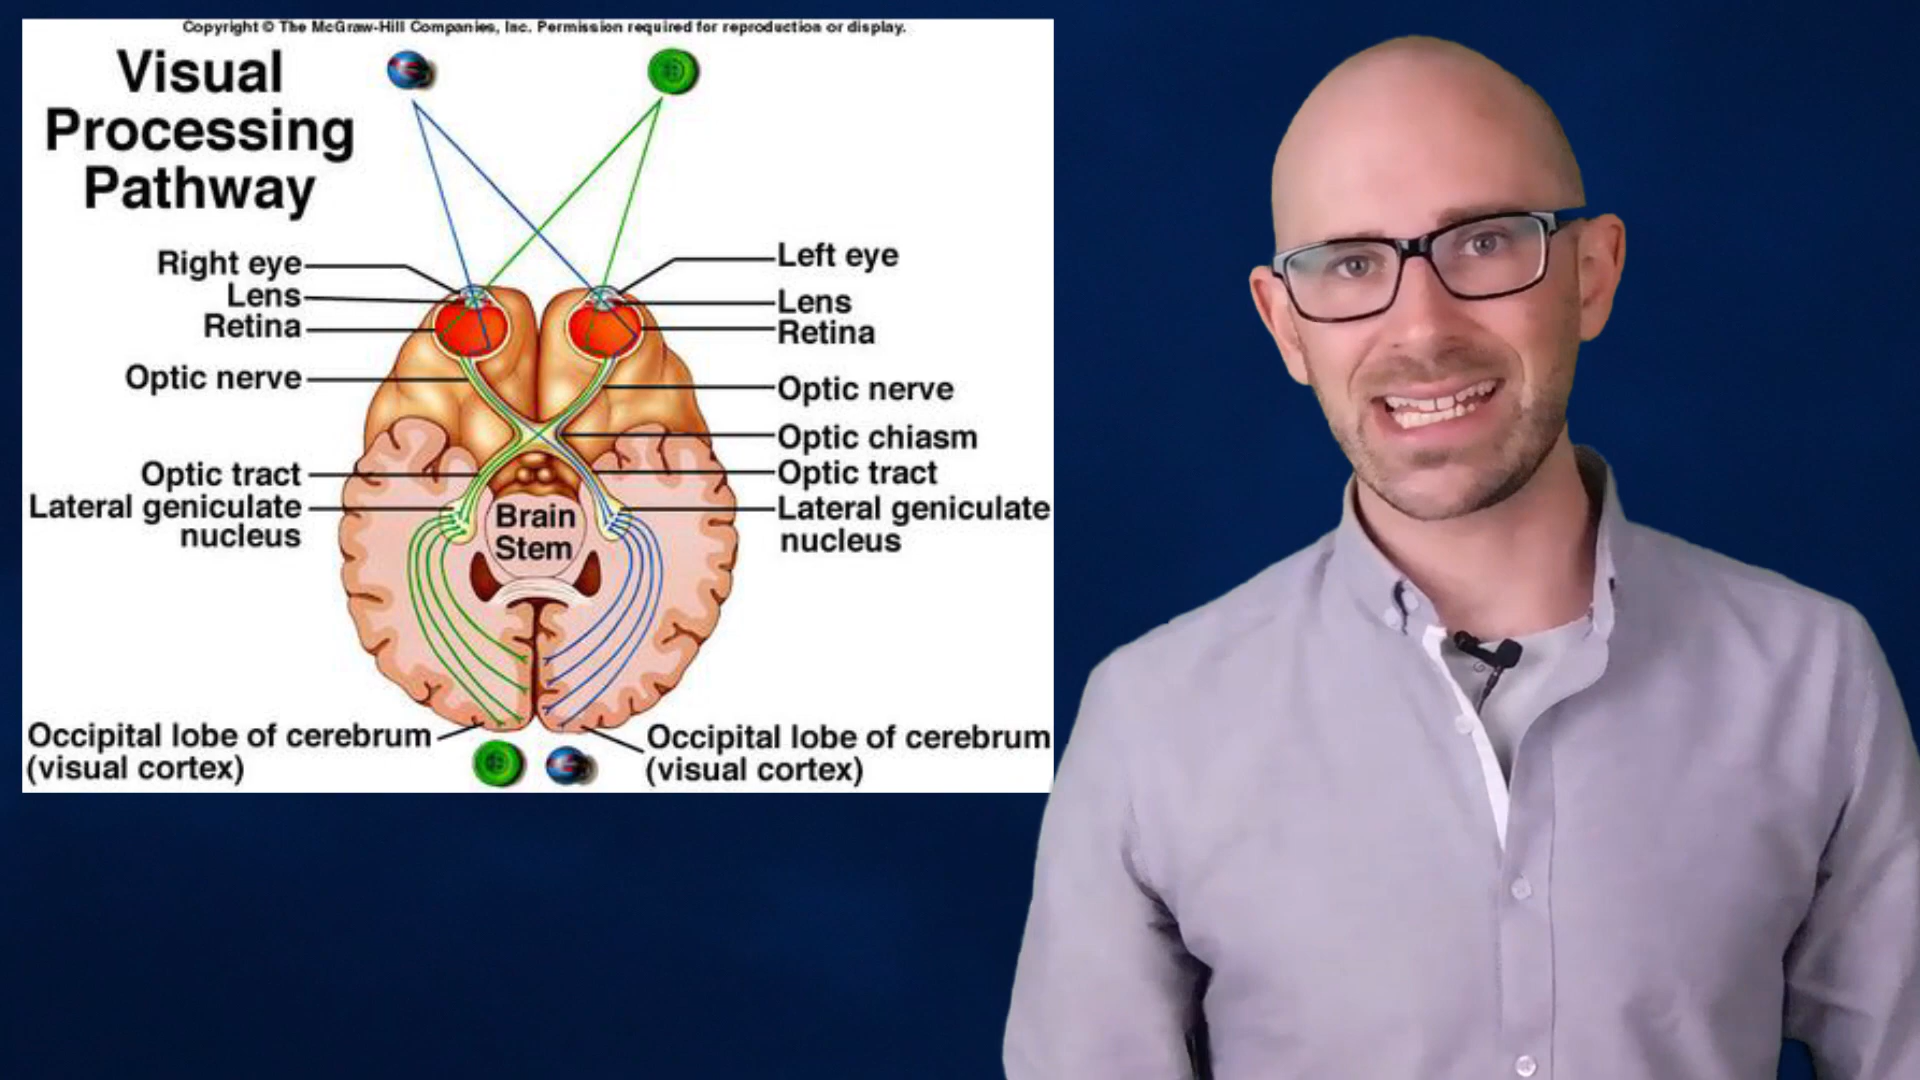 Copyright © The McGraw-Hill Companies, Inc. Permission required for reproduction or display.
Visual
Processing
Pathway
Right eye
Lens
Retina
Optic nerve
Optic tract
Lateral geniculate
nucleus
Left eye
Lens
Retina
Optic nerve
Optic chiasm
Optic tract
Lateral geniculate
nucleus
Brain
Stem
Occipital lobe of cerebrum
(visual cortex)
Occipital lobe of cerebrum
(visual cortex)